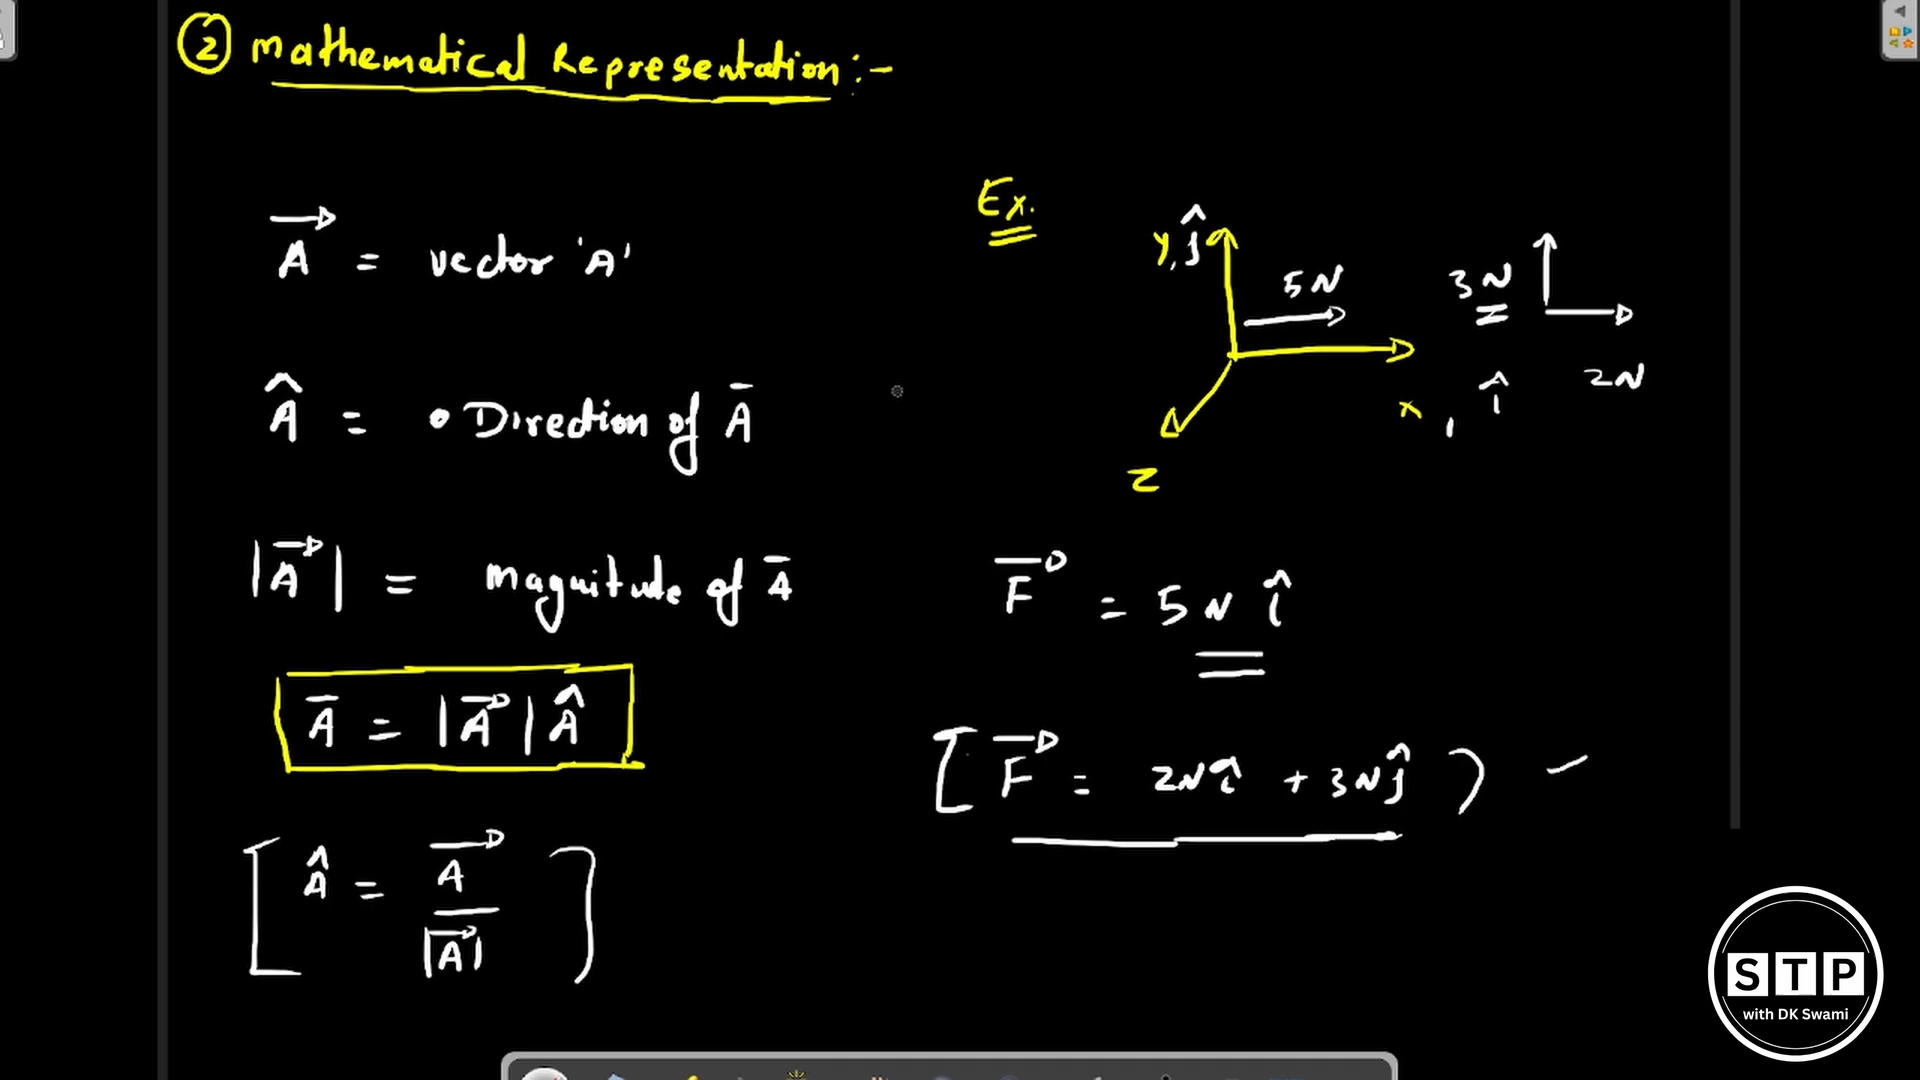 ② Mathematical Representation :-
A⃗ = vector 'A'
Â = • Direction of A̅
|A⃗| = magnitude of A̅
A̅ = |A⃗| Â
[ Â = A⃗ / |A⃗| ]
Ex.
y, ĵ
5N
3N
x, î
2N
z
F⃗ = 5N î
[ F⃗ = 2N î + 3N ĵ )
STP
with DK Swami